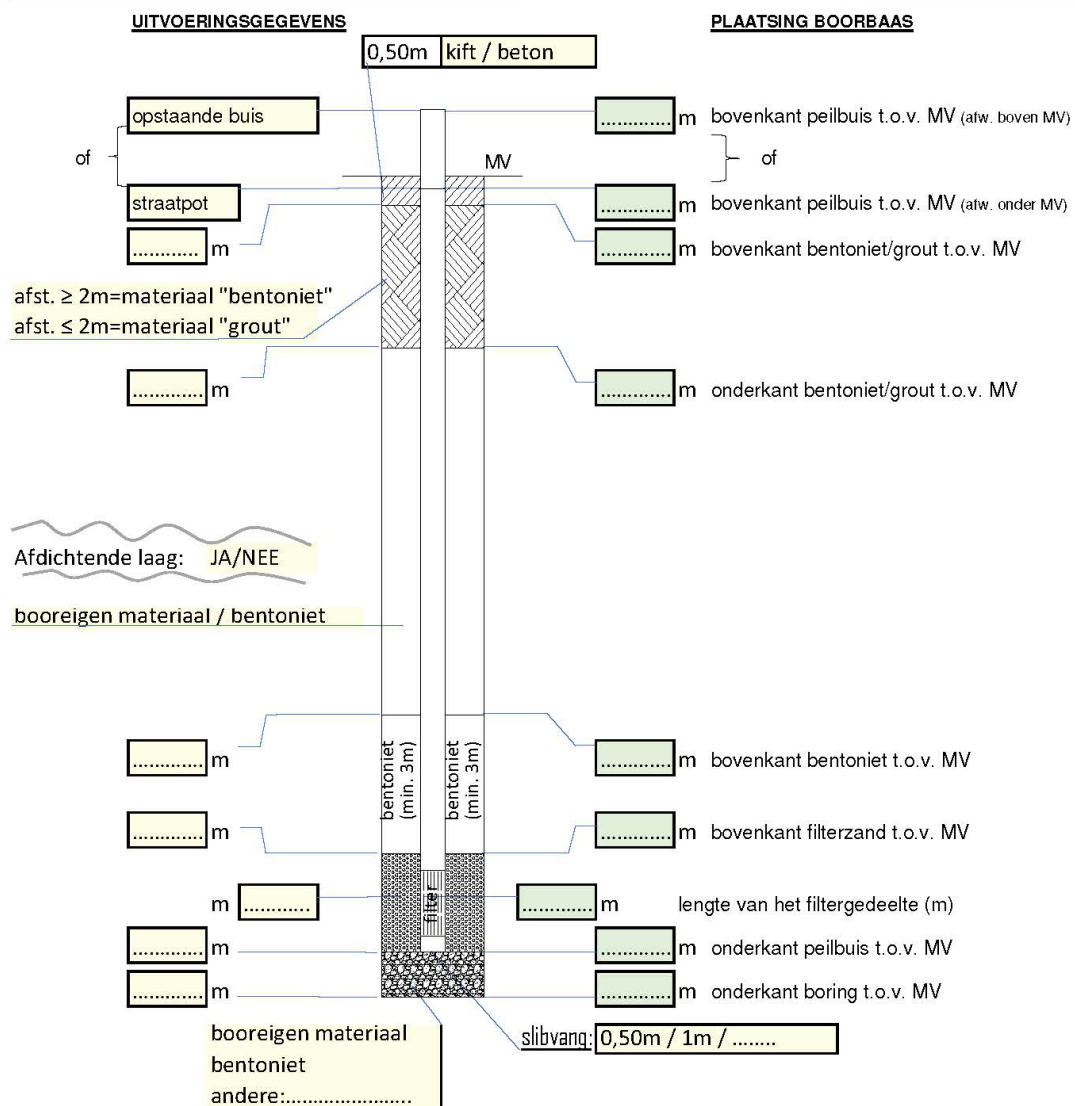 UITVOERINGSGEGEVENS
PLAATSING BOORBAAS
0,50m kift / beton
opstaande buis
............ m bovenkant peilbuis t.o.v. MV (afw. boven MV)
of
MV
of
straatpot
............ m bovenkant peilbuis t.o.v. MV (afw. onder MV)
............ m
............ m bovenkant bentoniet/grout t.o.v. MV
afst. ≥ 2m=materiaal "bentoniet"
afst. ≤ 2m=materiaal "grout"
............ m
............ m onderkant bentoniet/grout t.o.v. MV
Afdichtende laag: JA/NEE
booreigen materiaal / bentoniet
bentoniet
(min. 3m)
bentoniet
(min. 3m)
............ m
............ m bovenkant bentoniet t.o.v. MV
............ m
............ m bovenkant filterzand t.o.v. MV
m ............
filter
............ m lengte van het filtergedeelte (m)
............ m
............ m onderkant peilbuis t.o.v. MV
............ m
............ m onderkant boring t.o.v. MV
booreigen materiaal
bentoniet
andere:......................
slibvang: 0,50m / 1m / ........